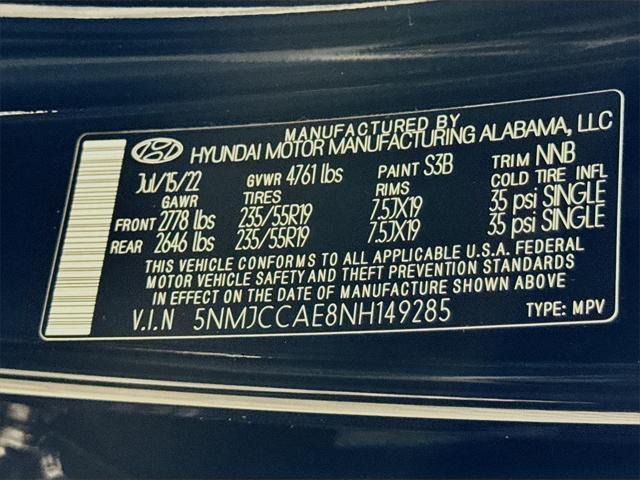 MANUFACTURED BY
HYUNDAI MOTOR MANUFACTURING ALABAMA, LLC
Jul/15/22 GVWR 4761 lbs PAINT S3B TRIM NNB
GAWR TIRES RIMS COLD TIRE INFL
FRONT 2778 lbs 235/55R19 7.5JX19 35 psi SINGLE
REAR 2646 lbs 235/55R19 7.5JX19 35 psi SINGLE
THIS VEHICLE CONFORMS TO ALL APPLICABLE U.S.A. FEDERAL
MOTOR VEHICLE SAFETY AND THEFT PREVENTION STANDARDS
IN EFFECT ON THE DATE OF MANUFACTURE SHOWN ABOVE
V.I.N 5NMJCCAE8NH149285 TYPE: MPV